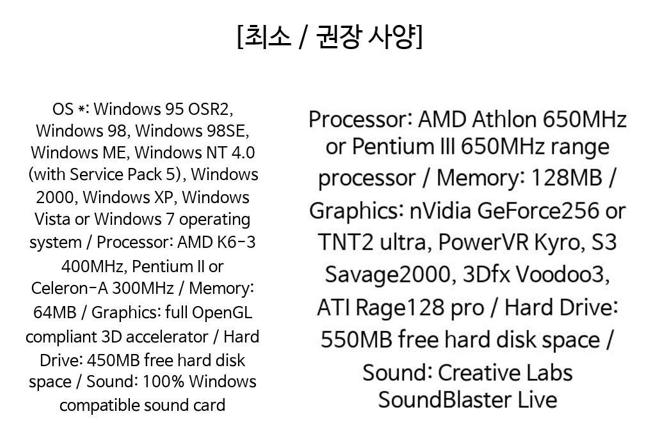 [최소 / 권장 사양]
OS *: Windows 95 OSR2,
Windows 98, Windows 98SE,
Windows ME, Windows NT 4.0
(with Service Pack 5), Windows
2000, Windows XP, Windows
Vista or Windows 7 operating
system / Processor: AMD K6-3
400MHz, Pentium II or
Celeron-A 300MHz / Memory:
64MB / Graphics: full OpenGL
compliant 3D accelerator / Hard
Drive: 450MB free hard disk
space / Sound: 100% Windows
compatible sound card
Processor: AMD Athlon 650MHz
or Pentium III 650MHz range
processor / Memory: 128MB /
Graphics: nVidia GeForce256 or
TNT2 ultra, PowerVR Kyro, S3
Savage2000, 3Dfx Voodoo3,
ATI Rage128 pro / Hard Drive:
550MB free hard disk space /
Sound: Creative Labs
SoundBlaster Live